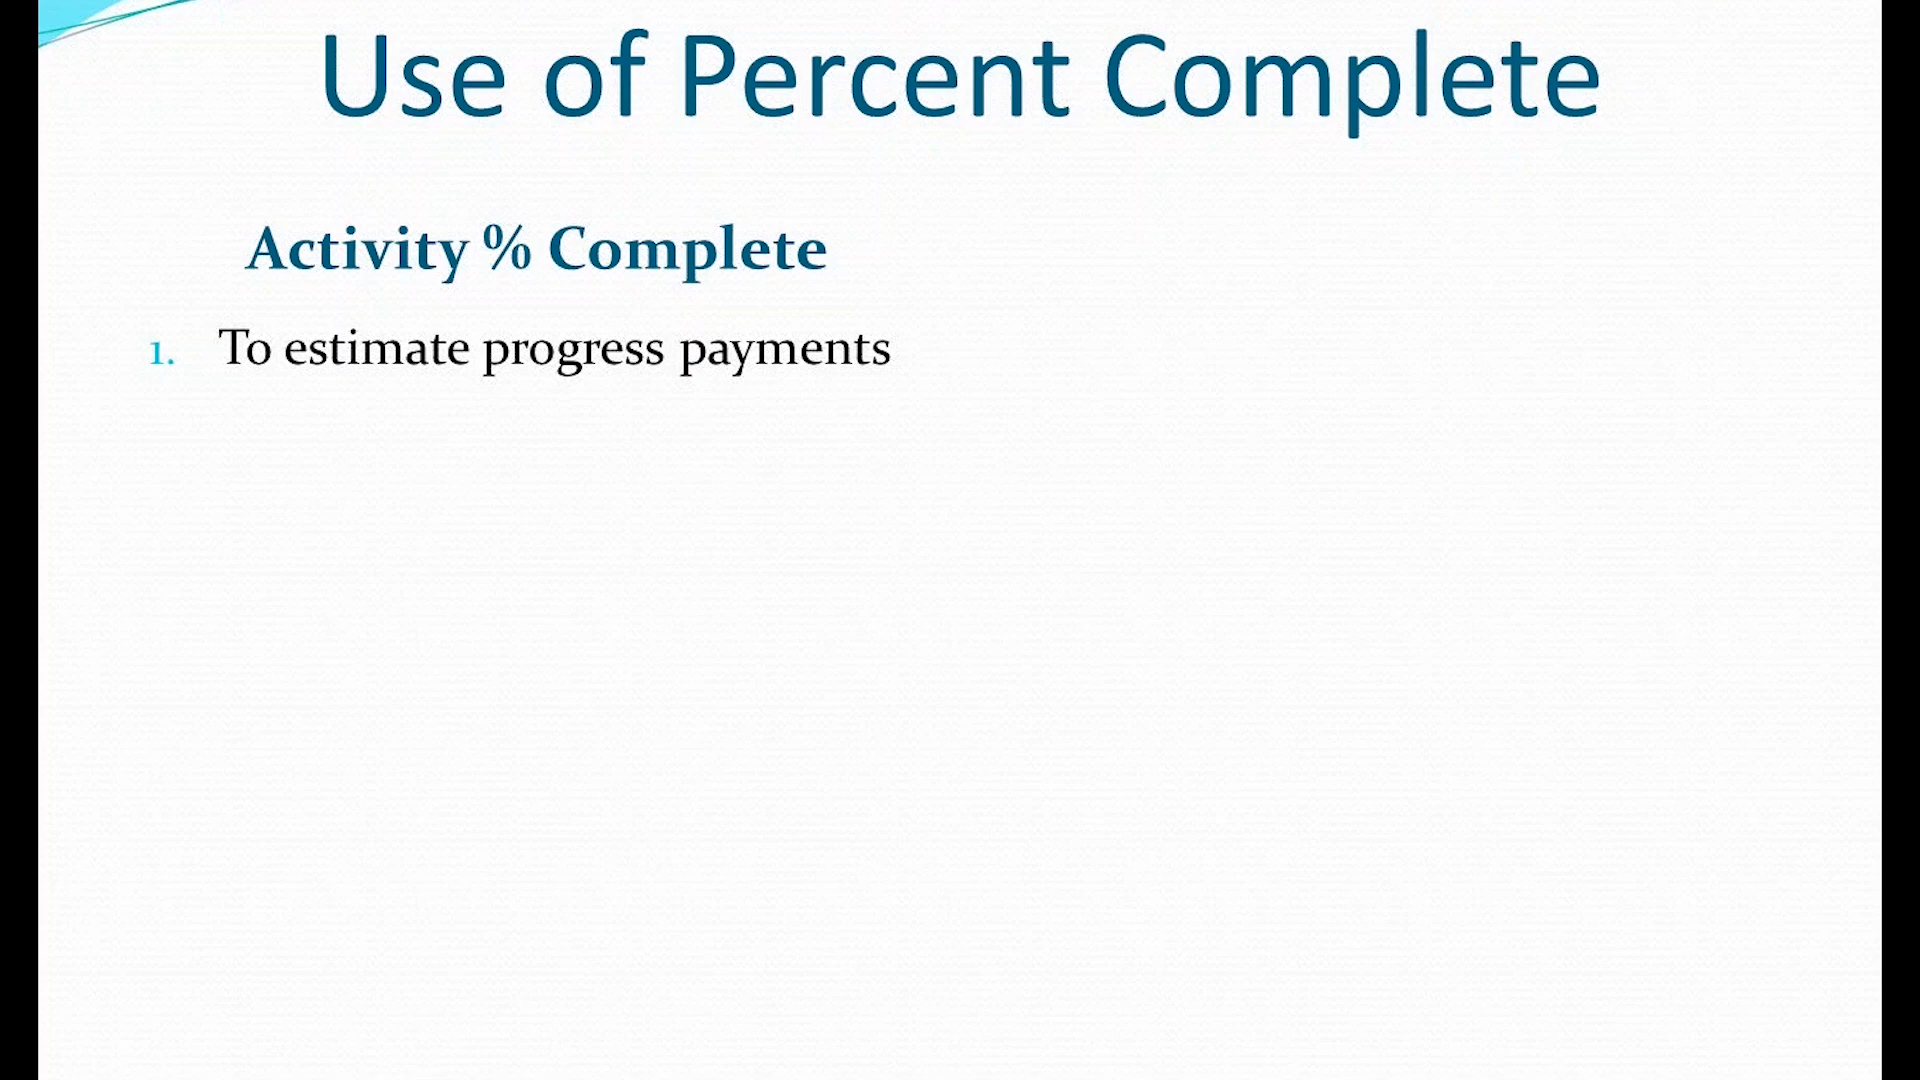 Use of Percent Complete
Activity % Complete
1. To estimate progress payments